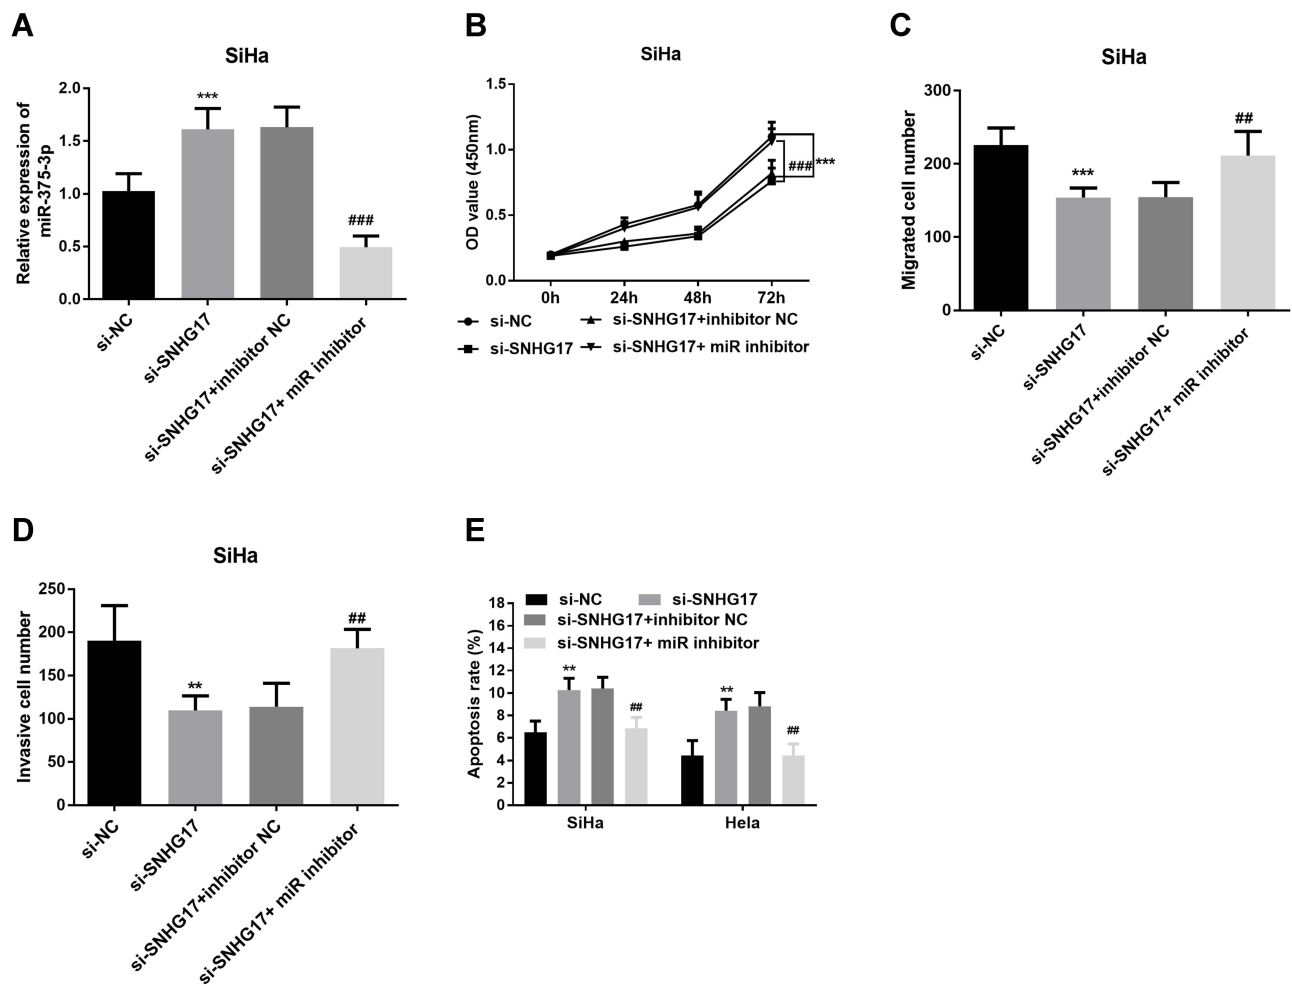 A
SiHa
Relative expression of
miR-375-3p
2.0
1.5
1.0
0.5
0.0
***
###
si-NC
si-SNHG17
si-SNHG17+inhibitor NC
si-SNHG17+ miR inhibitor
B
SiHa
OD value (450nm)
1.5
1.0
0.5
0.0
### ***
0h 24h 48h 72h
si-NC
si-SNHG17+inhibitor NC
si-SNHG17
si-SNHG17+ miR inhibitor
C
SiHa
Migrated cell number
300
200
100
0
***
##
si-NC
si-SNHG17
si-SNHG17+inhibitor NC
si-SNHG17+ miR inhibitor
D
SiHa
Invasive cell number
250
200
150
100
50
0
**
##
si-NC
si-SNHG17
si-SNHG17+inhibitor NC
si-SNHG17+ miR inhibitor
E
Apoptosis rate (%)
18
16
14
12
10
8
6
4
2
0
si-NC
si-SNHG17
si-SNHG17+inhibitor NC
si-SNHG17+ miR inhibitor
**
##
**
##
SiHa
Hela